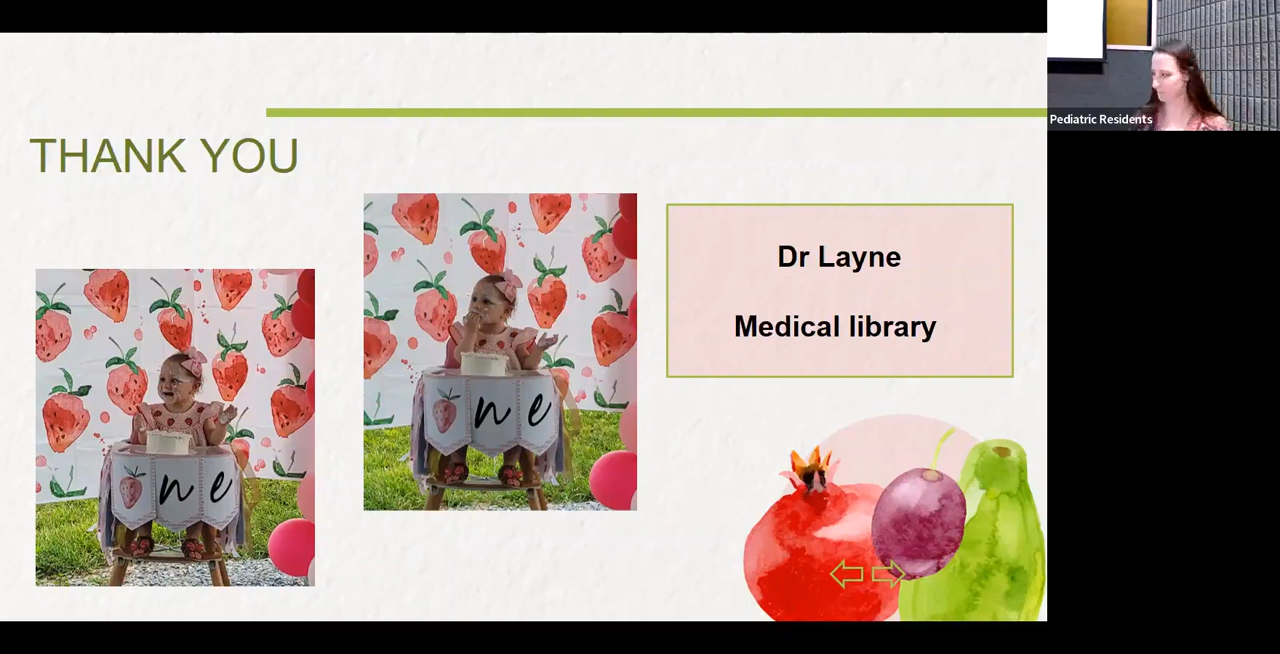 THANK YOU
Dr Layne
Medical library
ne
ne
Pediatric Residents